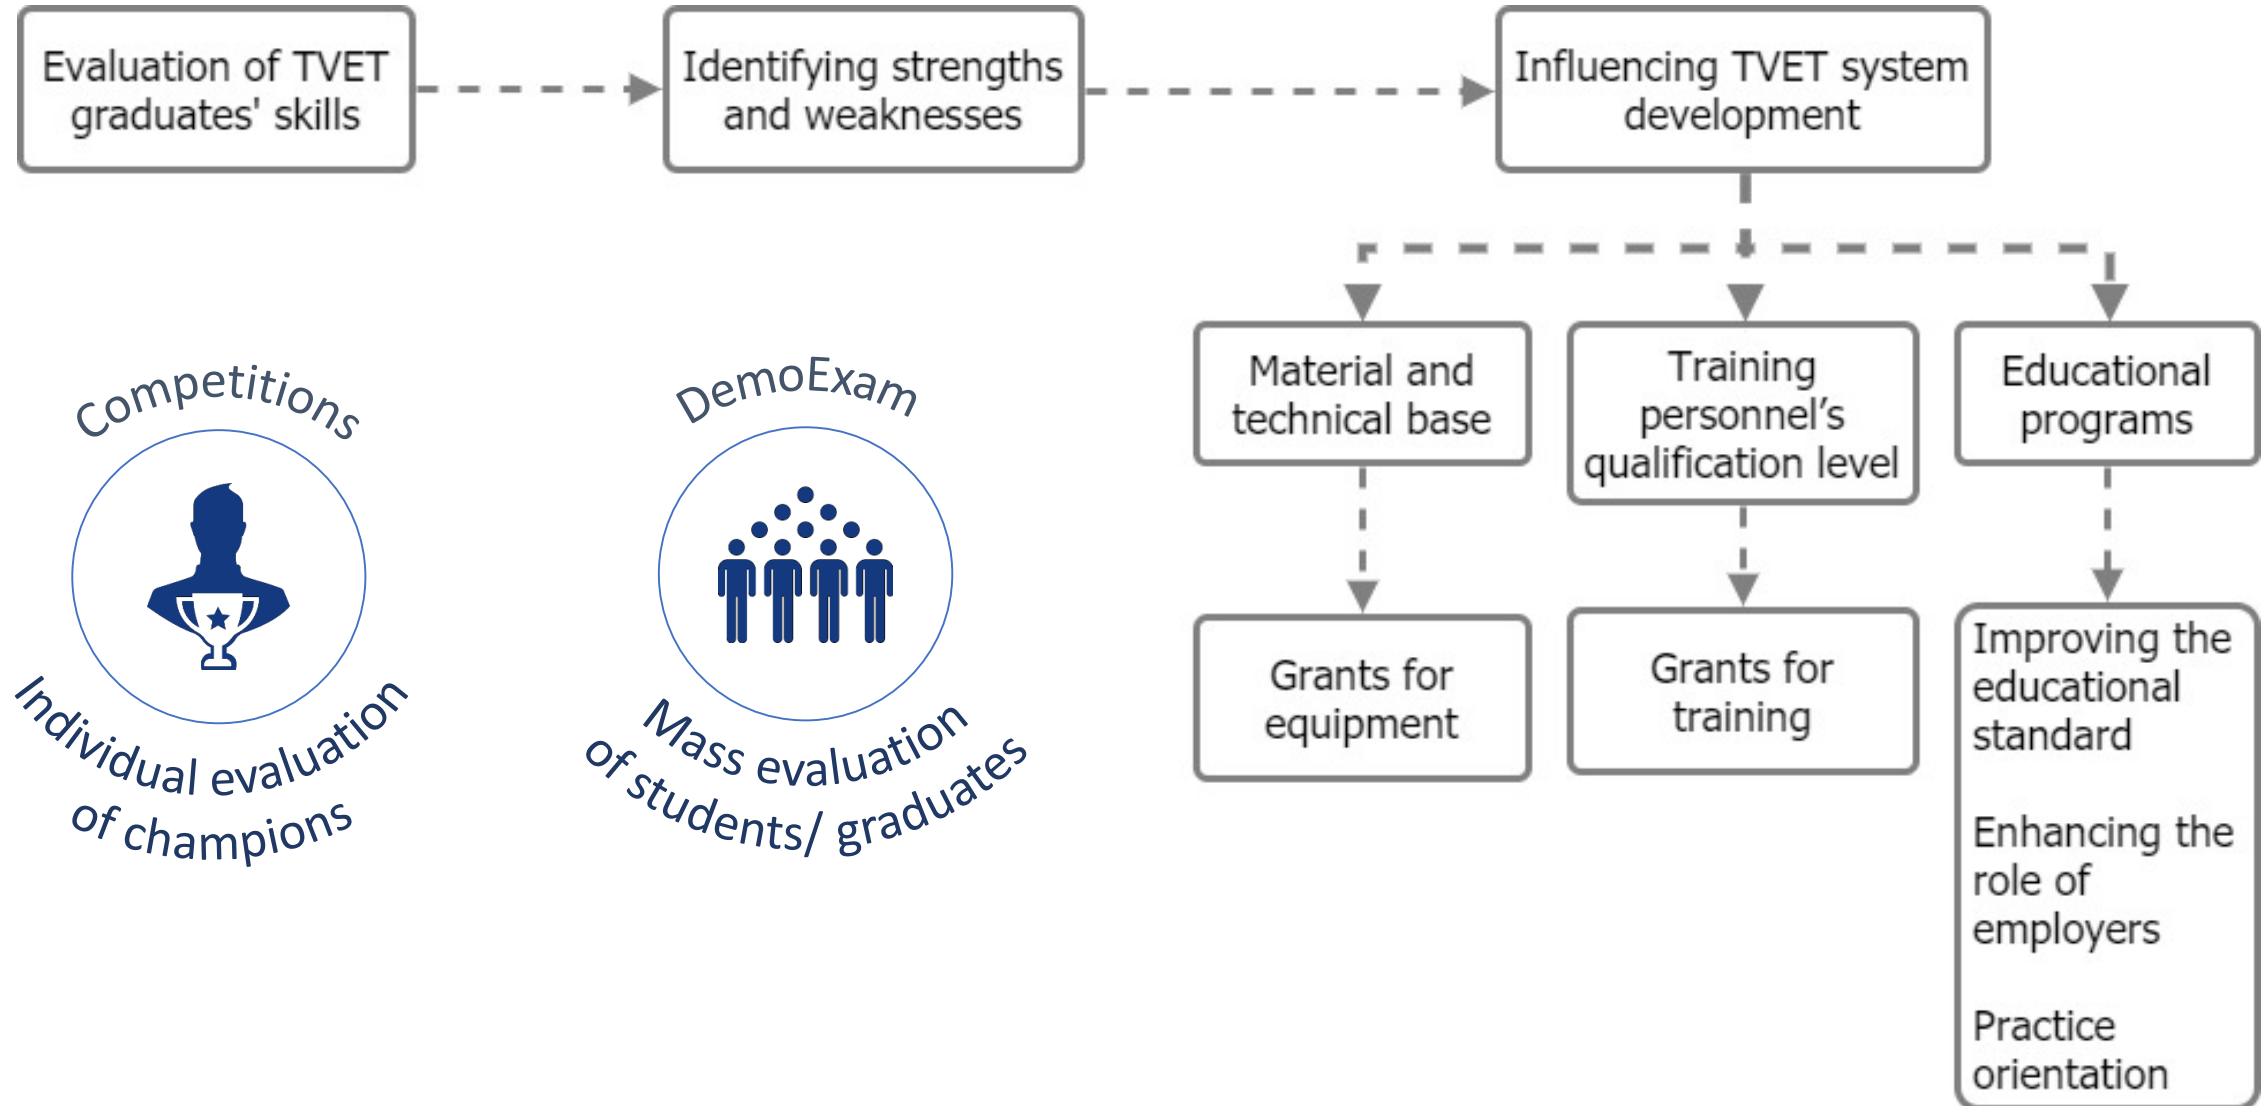 Evaluation of TVET
graduates' skills
Identifying strengths
and weaknesses
Influencing TVET system
development
Material and
technical base
Training
personnel’s
qualification level
Educational
programs
Grants for
equipment
Grants for
training
Improving the
educational
standard
Enhancing the
role of
employers
Practice
orientation
Competitions
Individual evaluation
of champions
DemoExam
Mass evaluation
of students/ graduates